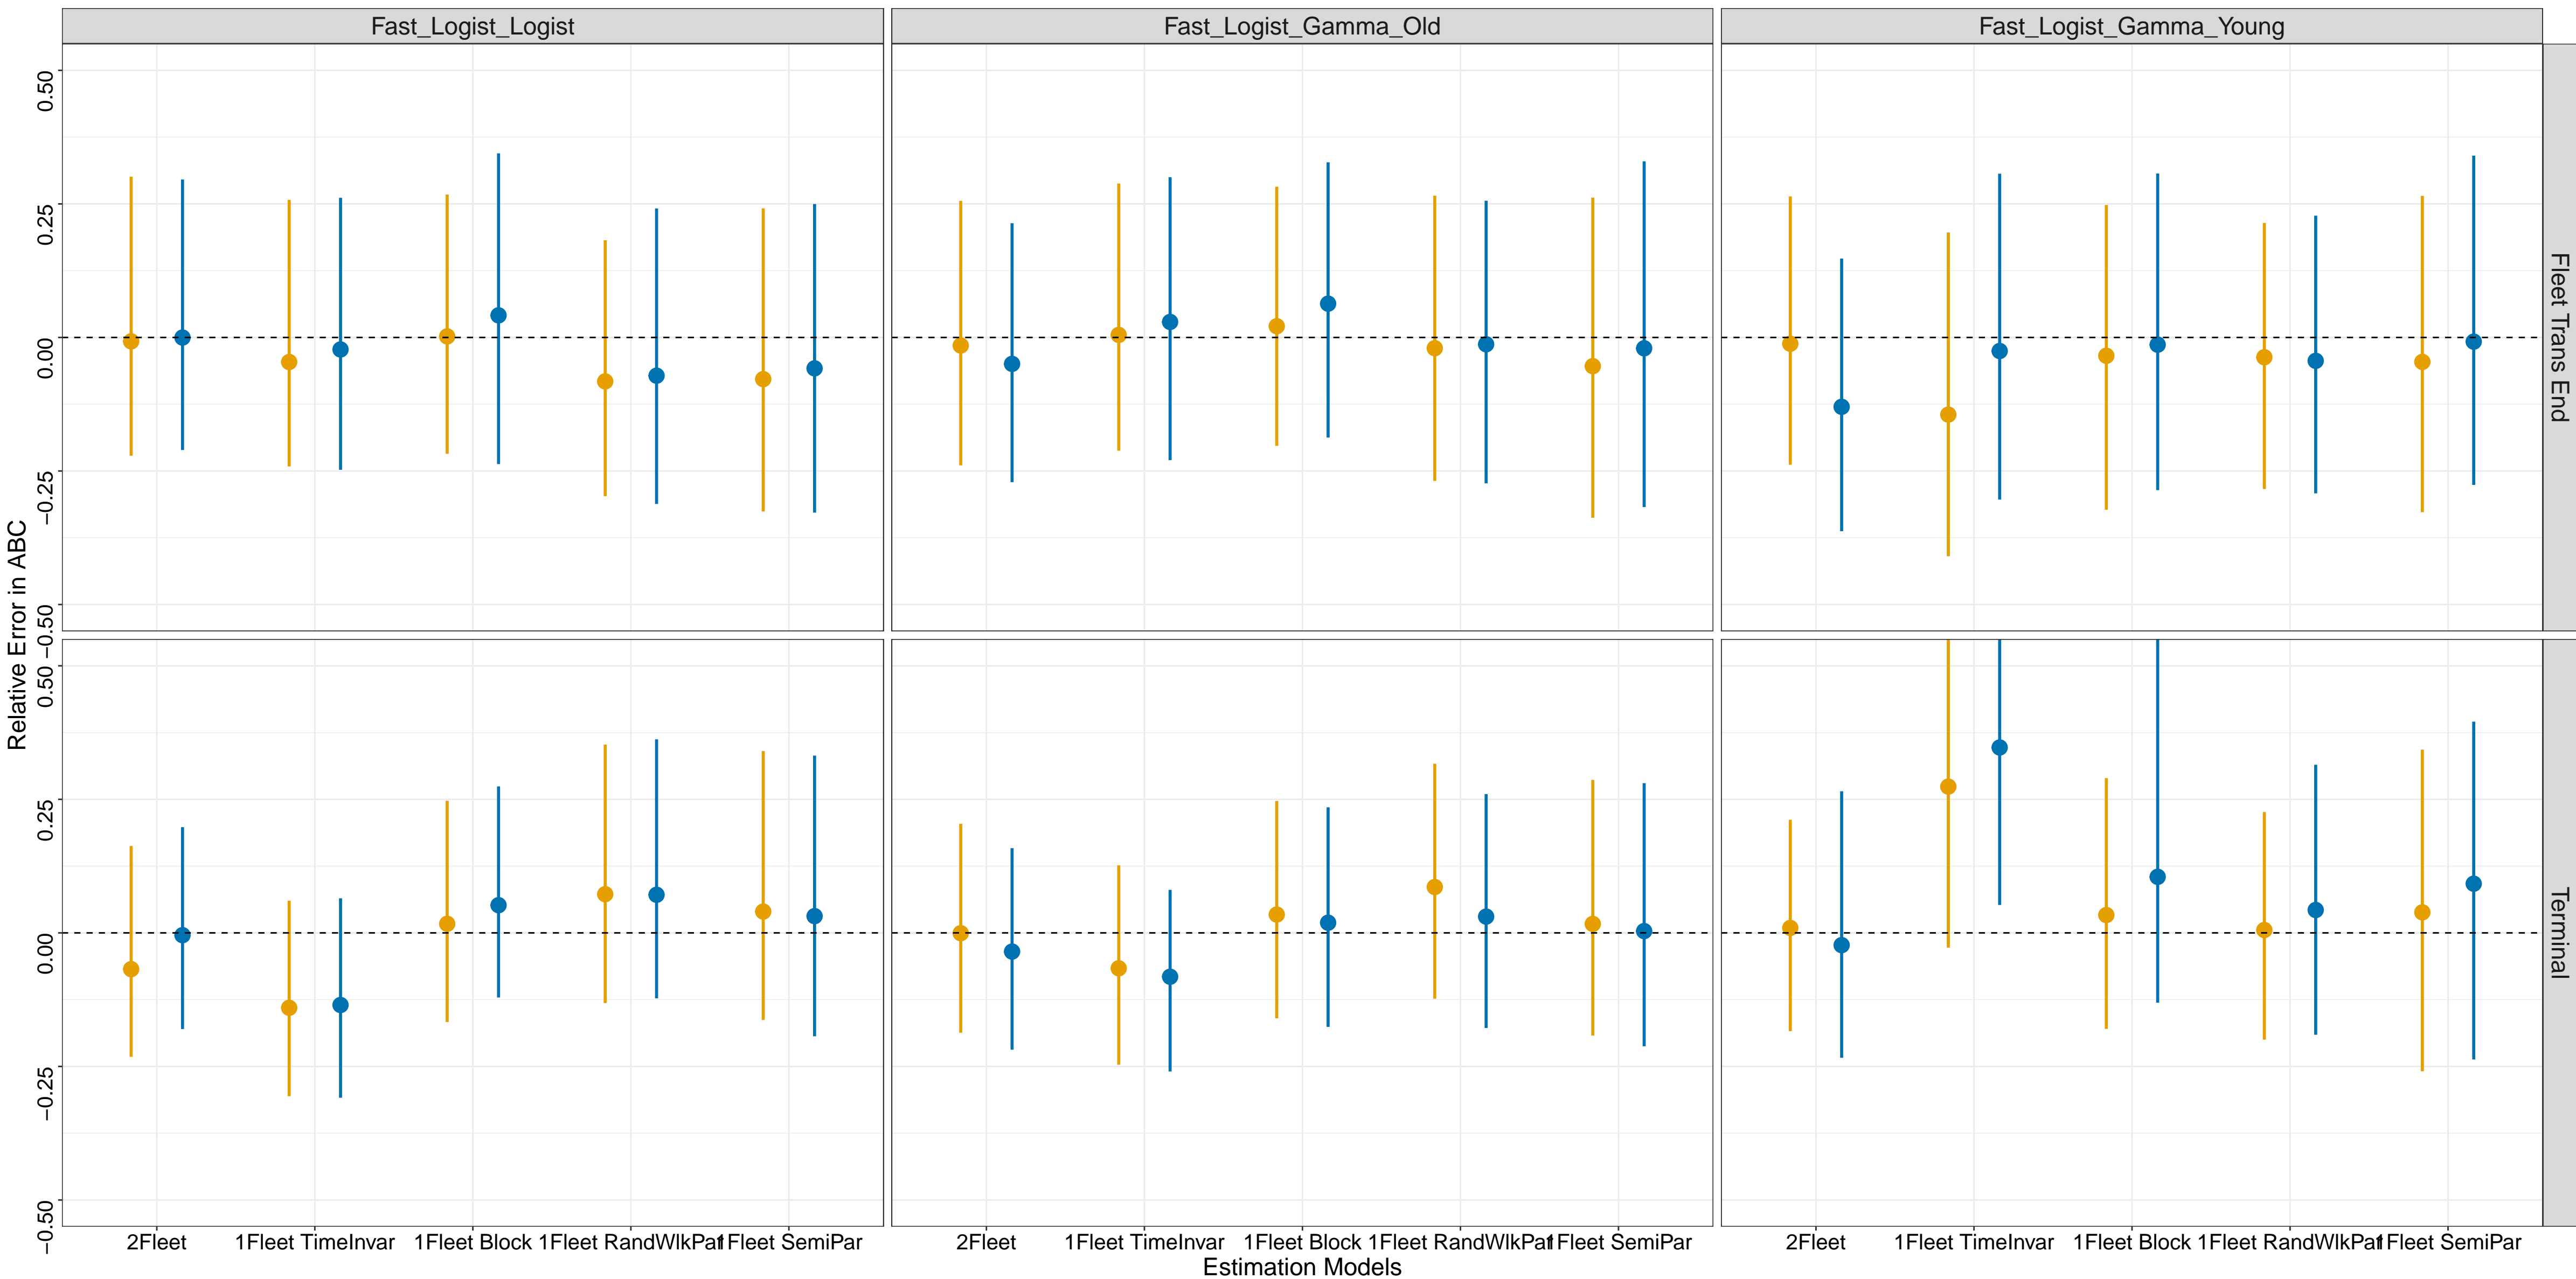 Fast_Logist_Logist
Fast_Logist_Gamma_Old
Fast_Logist_Gamma_Young
Relative Error in ABC
0.50
0.25
0.00
−0.25
−0.50
Fleet Trans End
0.50
0.25
0.00
−0.25
−0.50
Terminal
2Fleet
1Fleet TimeInvar
1Fleet Block
1Fleet RandWlkPar
1Fleet SemiPar
2Fleet
1Fleet TimeInvar
1Fleet Block
1Fleet RandWlkPar
1Fleet SemiPar
2Fleet
1Fleet TimeInvar
1Fleet Block
1Fleet RandWlkPar
1Fleet SemiPar
Estimation Models